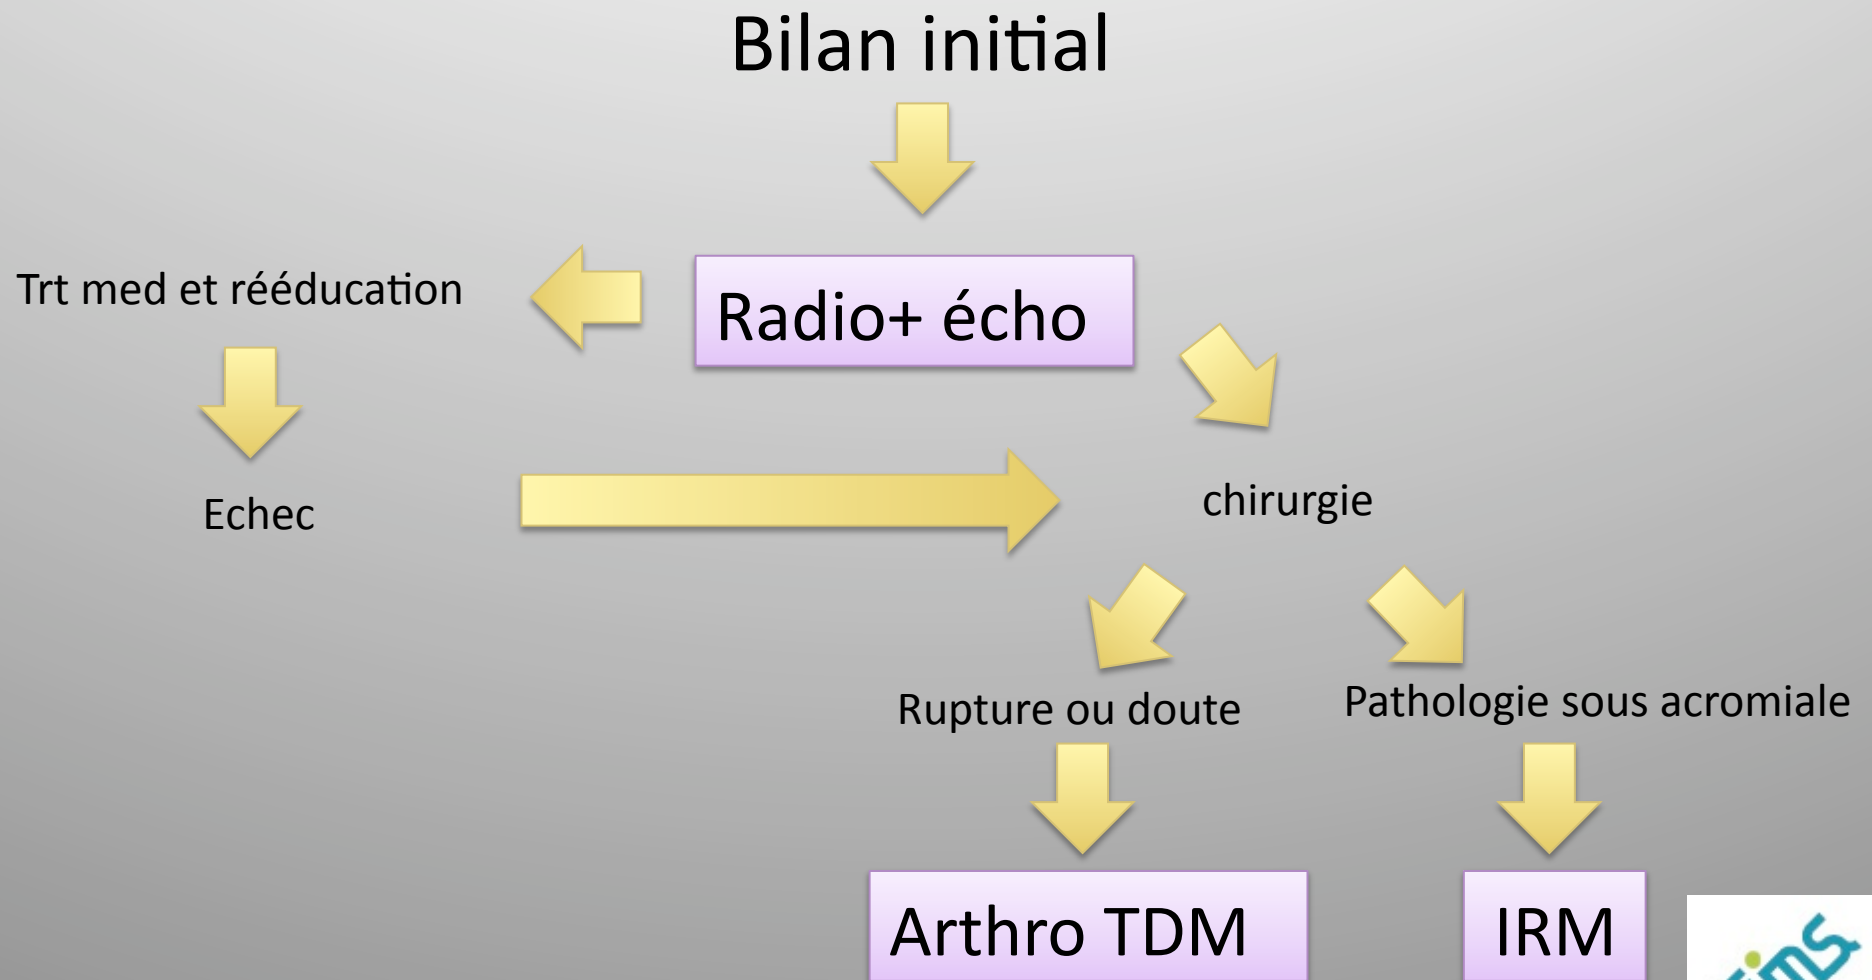 Bilan initial
Trt med et rééducation
Radio+ écho
Echec
chirurgie
Rupture ou doute
Pathologie sous acromiale
Arthro TDM
IRM